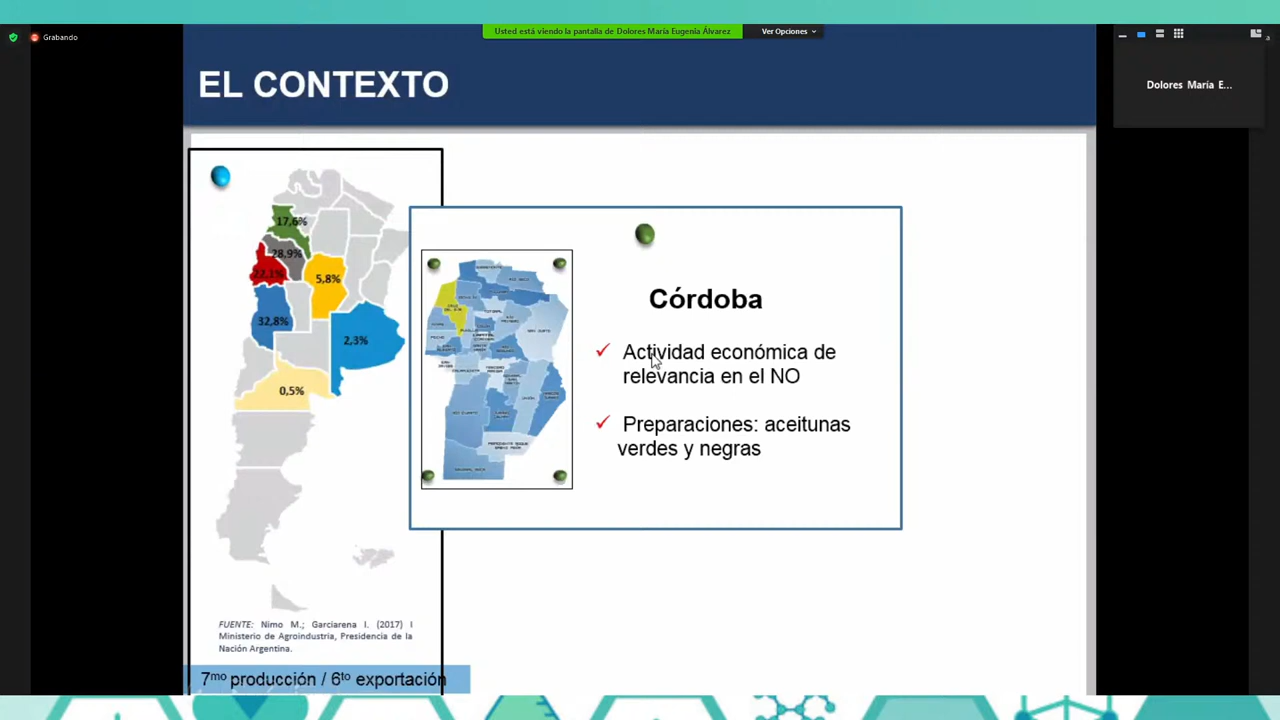 Grabando
Usted está viendo la pantalla de Dolores María Eugenia Álvarez
Ver Opciones
Dolores María E...
EL CONTEXTO
17,6%
28,9%
22,1%
5,8%
32,8%
2,3%
0,5%
Córdoba
Actividad económica de
relevancia en el NO
Preparaciones: aceitunas
verdes y negras
FUENTE: Nimo M.; Garciarena I. (2017) I
Ministerio de Agroindustria, Presidencia de la
Nación Argentina.
7mo producción / 6to exportación